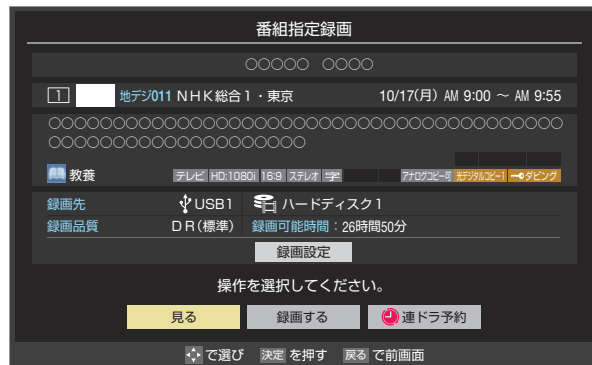 番組指定録画
○○○○○ ○○○○
1 地デジ011 NHK総合1・東京 10/17(月) AM 9:00 ～ AM 9:55
○○○○○○○○○○○○○○○○○○○○○○○○○○○○○○○○
○○○○○○○○○○○○○○○○
教養 テレビ HD:1080i 16:9 ステレオ 字 アナログコピー可 光デジタルコピー1 ダビング
録画先 USB1 ハードディスク1
録画品質 DR(標準) 録画可能時間：26時間50分
録画設定
操作を選択してください。
見る 録画する 連ドラ予約
で選び 決定 を押す 戻る で前画面